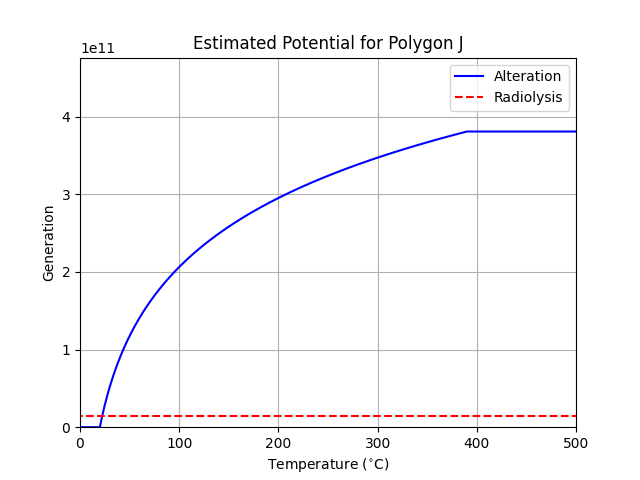 Estimated Potential for Polygon J
1e11
Alteration
Radiolysis
4
3
2
1
0
Generation
0 100 200 300 400 500
Temperature (°C)